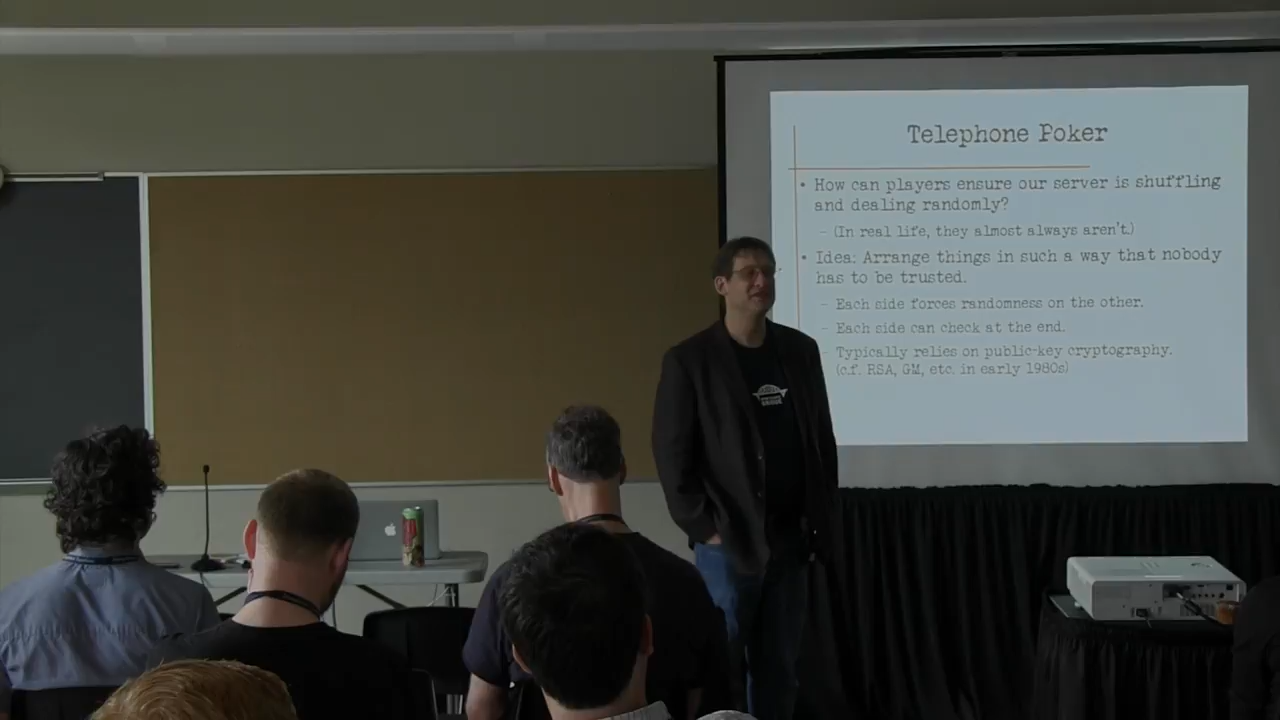 Telephone Poker
• How can players ensure our server is shuffling
and dealing randomly?
– (In real life, they almost always aren't.)
• Idea: Arrange things in such a way that nobody
has to be trusted.
– Each side forces randomness on the other.
– Each side can check at the end.
– Typically relies on public-key cryptography.
(c.f. RSA, GM, etc. in early 1980s)